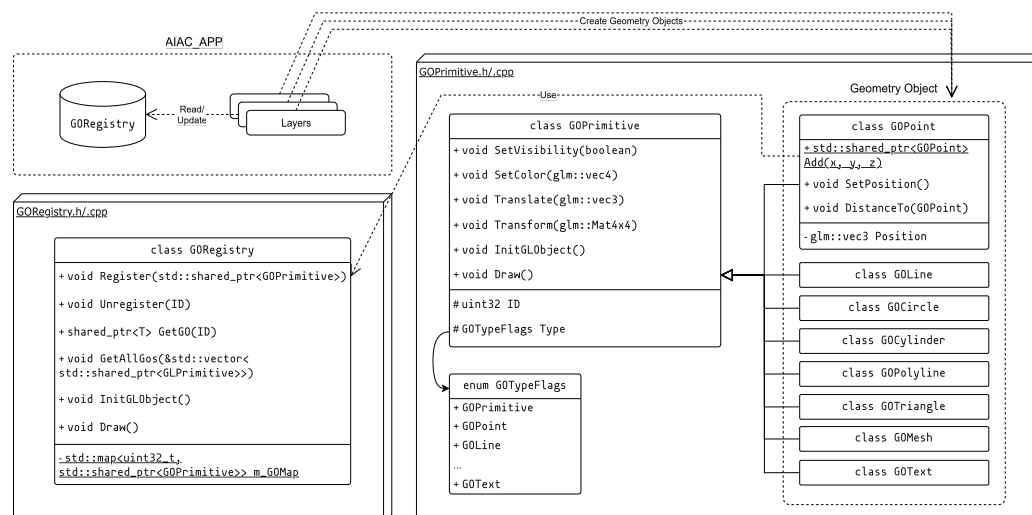 Create Geometry Objects
AIAC_APP
GORegistry
Read/
Update
Layers
GORegistry.h/.cpp
class GORegistry
+ void Register(std::shared_ptr<GOPrimitive>)
+ void Unregister(ID)
+ shared_ptr<T> GetGO(ID)
+ void GetAllGos(&std::vector<
std::shared_ptr<GLPrimitive>>)
+ void InitGLObject()
+ void Draw()
- std::map<uint32_t,
std::shared_ptr<GOPrimitive>> m_GOMap
GOPrimitive.h/.cpp
Use
class GOPrimitive
+ void SetVisibility(boolean)
+ void SetColor(glm::vec4)
+ void Translate(glm::vec3)
+ void Transform(glm::Mat4x4)
+ void InitGLObject()
+ void Draw()
# uint32 ID
# GOTypeFlags Type
enum GOTypeFlags
+ GOPrimitive
+ GOPoint
+ GOLine
...
+ GOText
Geometry Object
class GOPoint
+ std::shared_ptr<GOPoint>
Add(x, y, z)
+ void SetPosition()
+ void DistanceTo(GOPoint)
- glm::vec3 Position
class GOLine
class GOCircle
class GOCylinder
class GOPolyline
class GOTriangle
class GOMesh
class GOText